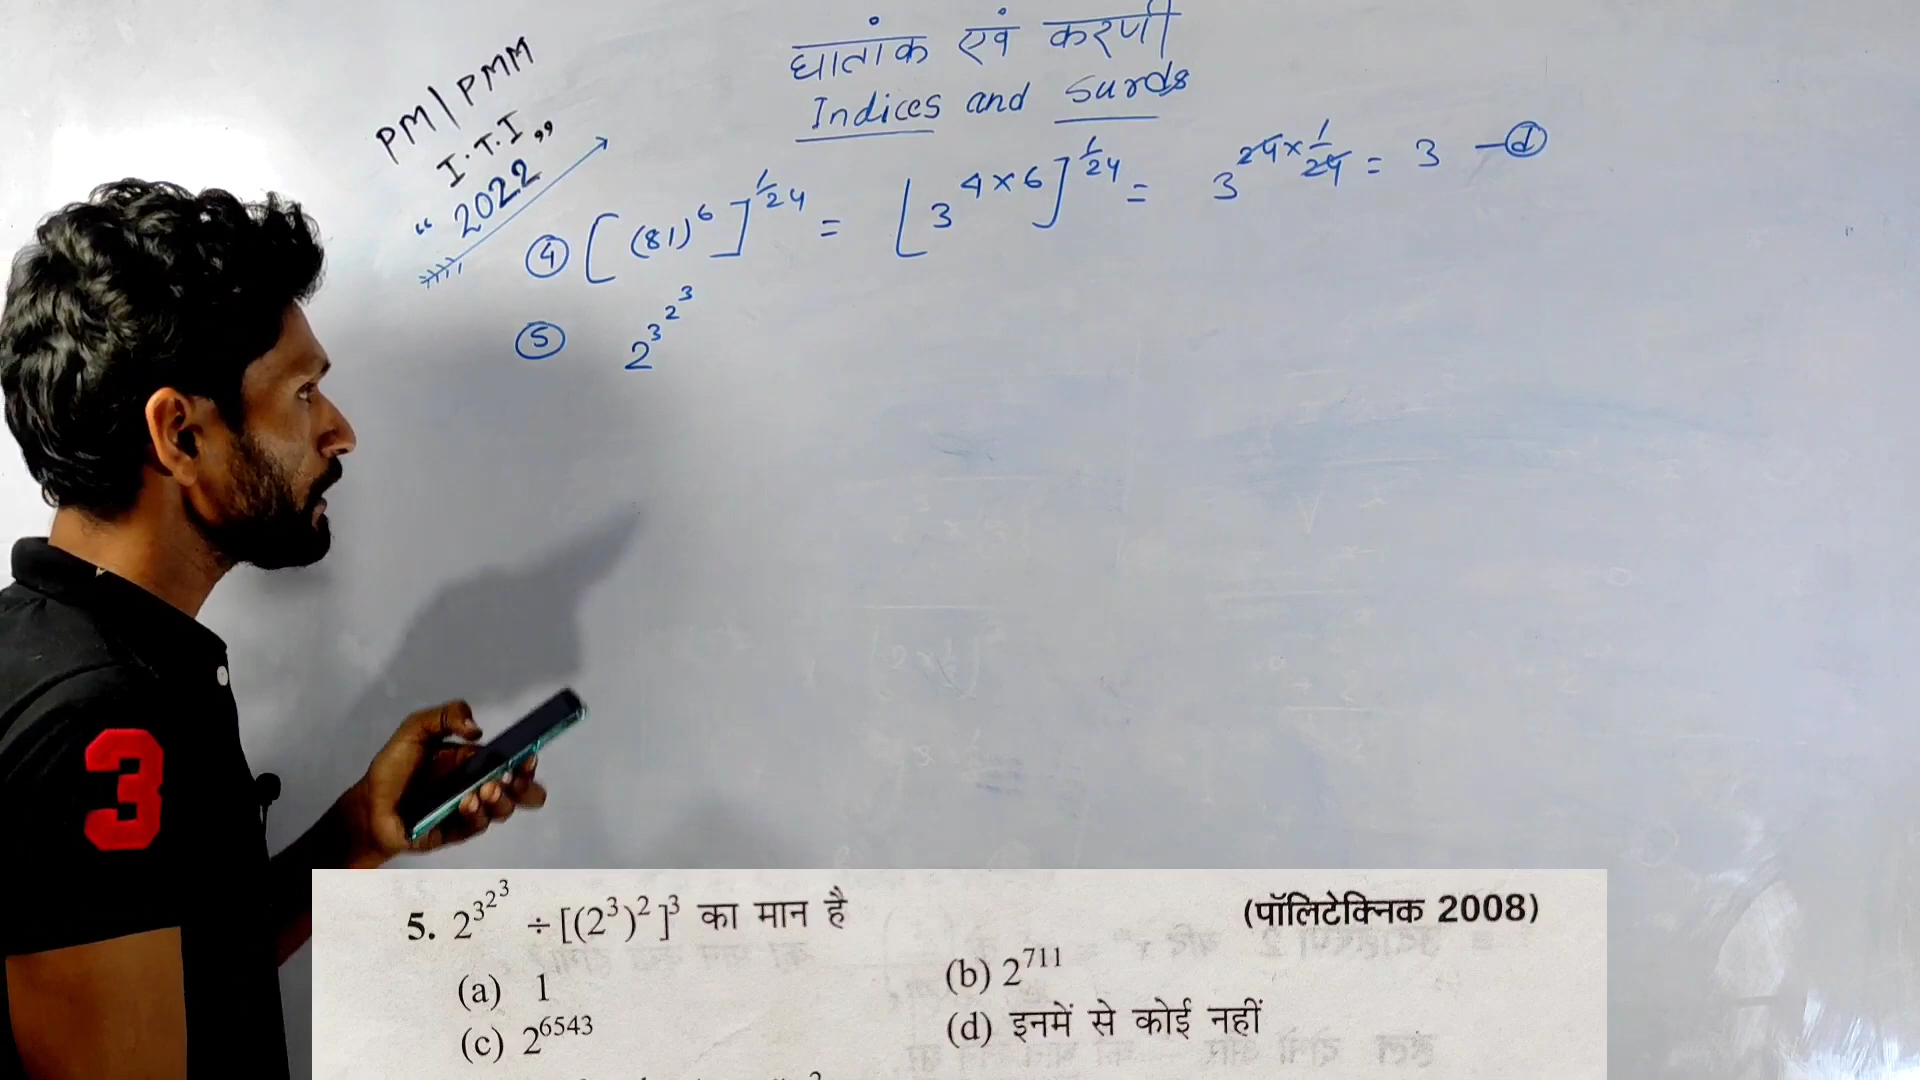 घातांक एवं करणी
Indices and Surds
PM/PMM
I.T.I,,
“ 2022
④ [(81)⁶]^{1/24} = [3^{4×6}]^{1/24} = 3^{24×1/24} = 3 —ⓓ
⑤ 2^{3^{2^{3}}}
3
5. 2^{3^{2^{3}}} ÷ [(2³)²]³ का मान है (पॉलिटेक्निक 2008)
(a) 1 (b) 2^{711}
(c) 2^{6543} (d) इनमें से कोई नहीं